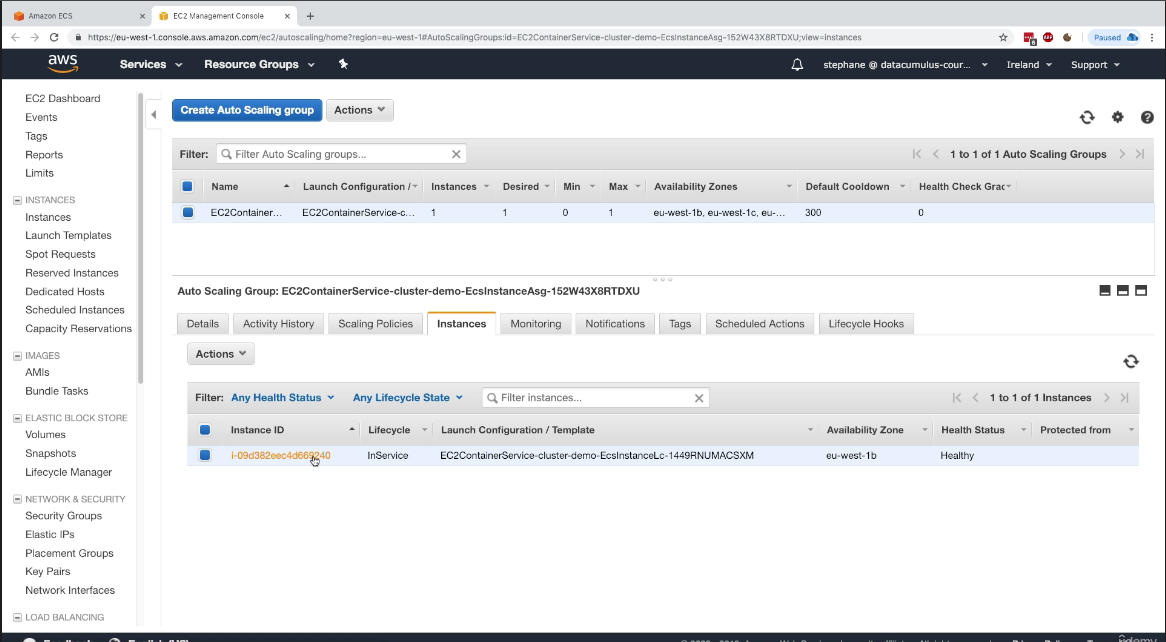 Amazon ECS
EC2 Management Console
https://eu-west-1.console.aws.amazon.com/ec2/autoscaling/home?region=eu-west-1#AutoScalingGroups:id=EC2ContainerService-cluster-demo-EcsInstanceAsg-152W43X8RTDXU;view=instances
ABP
Paused
aws
Services
Resource Groups
stephane @ datacumulus-cour...
Ireland
Support
EC2 Dashboard
Events
Tags
Reports
Limits
INSTANCES
Instances
Launch Templates
Spot Requests
Reserved Instances
Dedicated Hosts
Scheduled Instances
Capacity Reservations
IMAGES
AMIs
Bundle Tasks
ELASTIC BLOCK STORE
Volumes
Snapshots
Lifecycle Manager
NETWORK & SECURITY
Security Groups
Elastic IPs
Placement Groups
Key Pairs
Network Interfaces
LOAD BALANCING
Create Auto Scaling group Actions
Filter: Filter Auto Scaling groups... 1 to 1 of 1 Auto Scaling Groups
Name Launch Configuration / Instances Desired Min Max Availability Zones Default Cooldown Health Check Grac
EC2Container... EC2ContainerService-c... 1 1 0 1 eu-west-1b, eu-west-1c, eu-... 300 0
Auto Scaling Group: EC2ContainerService-cluster-demo-EcsInstanceAsg-152W43X8RTDXU
Details Activity History Scaling Policies Instances Monitoring Notifications Tags Scheduled Actions Lifecycle Hooks
Actions
Filter: Any Health Status Any Lifecycle State Filter instances... 1 to 1 of 1 Instances
Instance ID Lifecycle Launch Configuration / Template Availability Zone Health Status Protected from
i-09d382eec4d669240 InService EC2ContainerService-cluster-demo-EcsInstanceLc-1449RNUMACSXM eu-west-1b Healthy